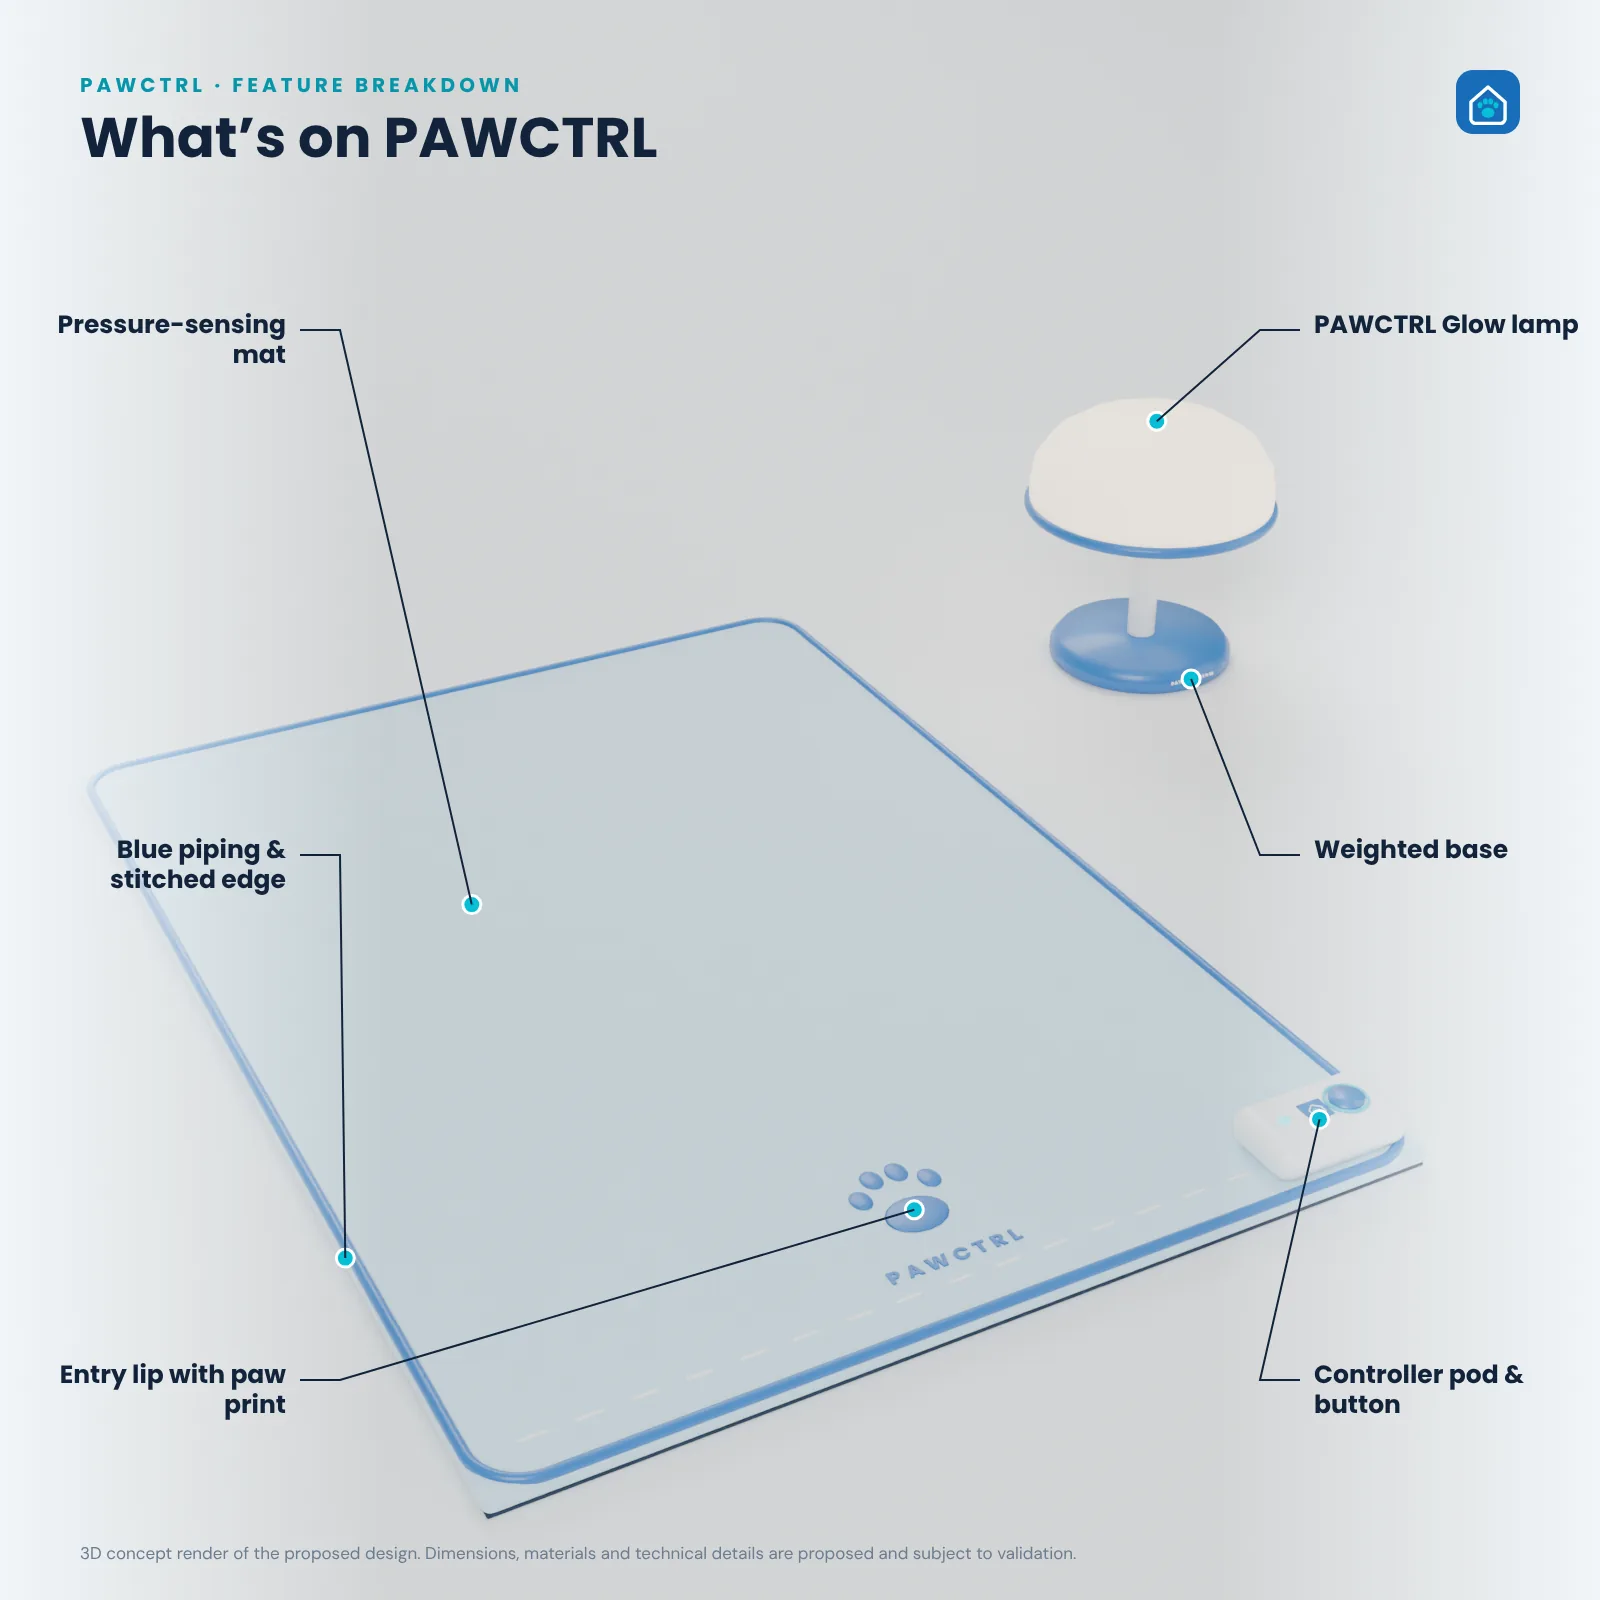 PAWCTRL · FEATURE BREAKDOWN
What’s on PAWCTRL
Pressure-sensing
mat
PAWCTRL Glow lamp
Blue piping &
stitched edge
Weighted base
PAWCTRL
Entry lip with paw
print
Controller pod &
button
3D concept render of the proposed design. Dimensions, materials and technical details are proposed and subject to validation.